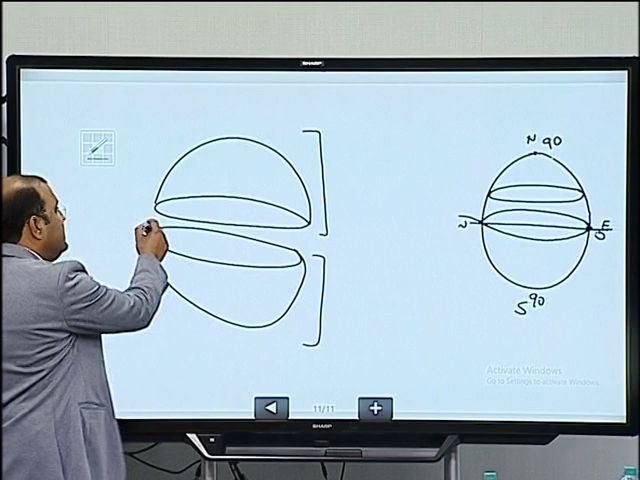 SHARP
N 90
E
0
S 90
Activate Windows
Go to Settings to activate Windows.
11/11
SHARP